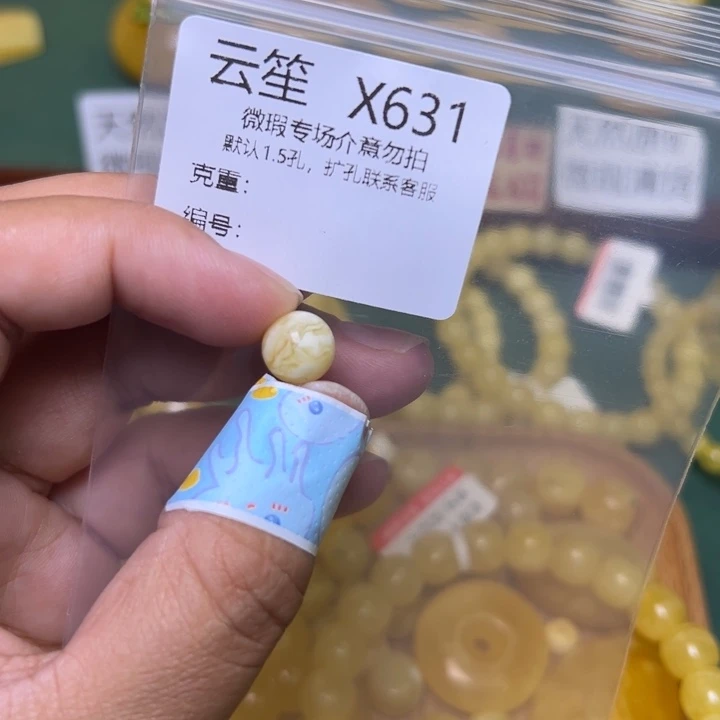 云笙 X631
微瑕专场介意勿拍
默认1.5孔，扩孔联系客服
克重：
编号：